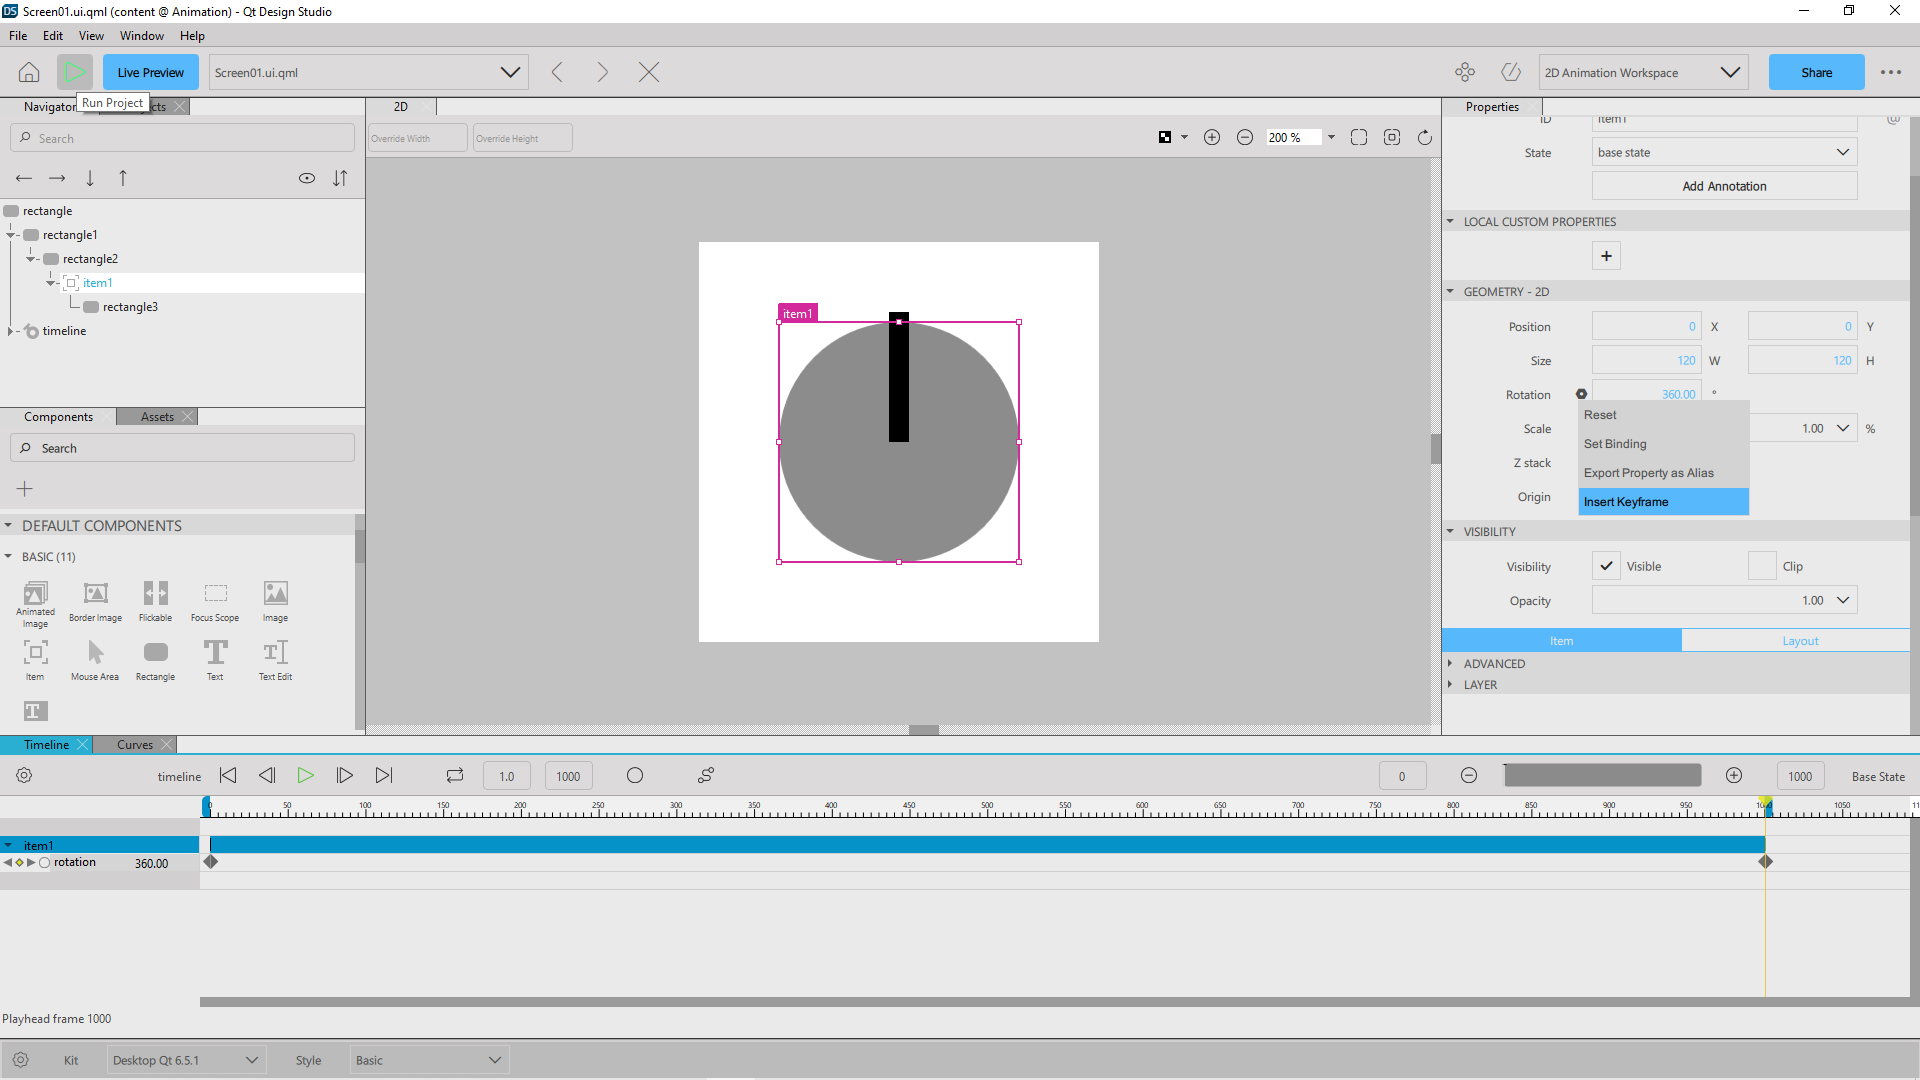 DS Screen01.ui.qml (content @ Animation) - Qt Design Studio
File Edit View Window Help
Live Preview Screen01.ui.qml 2D Animation Workspace Share
Run Project
Navigator cts 2D Properties
Search Override Width Override Height 200 %
ID item1 @
State base state
Add Annotation
rectangle
rectangle1
rectangle2
item1
rectangle3
timeline
LOCAL CUSTOM PROPERTIES
GEOMETRY - 2D
Position 0 X 0 Y
Size 120 W 120 H
Rotation 360.00 °
Scale 1.00 %
Z stack
Origin
Reset
Set Binding
Export Property as Alias
Insert Keyframe
VISIBILITY
Visibility Visible Clip
Opacity 1.00
Item Layout
ADVANCED
LAYER
item1
Components Assets
Search
DEFAULT COMPONENTS
BASIC (11)
Animated Image
Border Image
Flickable
Focus Scope
Image
Item
Mouse Area
Rectangle
Text
Text Edit
Timeline Curves
timeline 1.0 1000 0 1000 Base State
0 50 100 150 200 250 300 350 400 450 500 550 600 650 700 750 800 850 900 950 1050
item1
rotation 360.00
Playhead frame 1000
Kit Desktop Qt 6.5.1 Style Basic